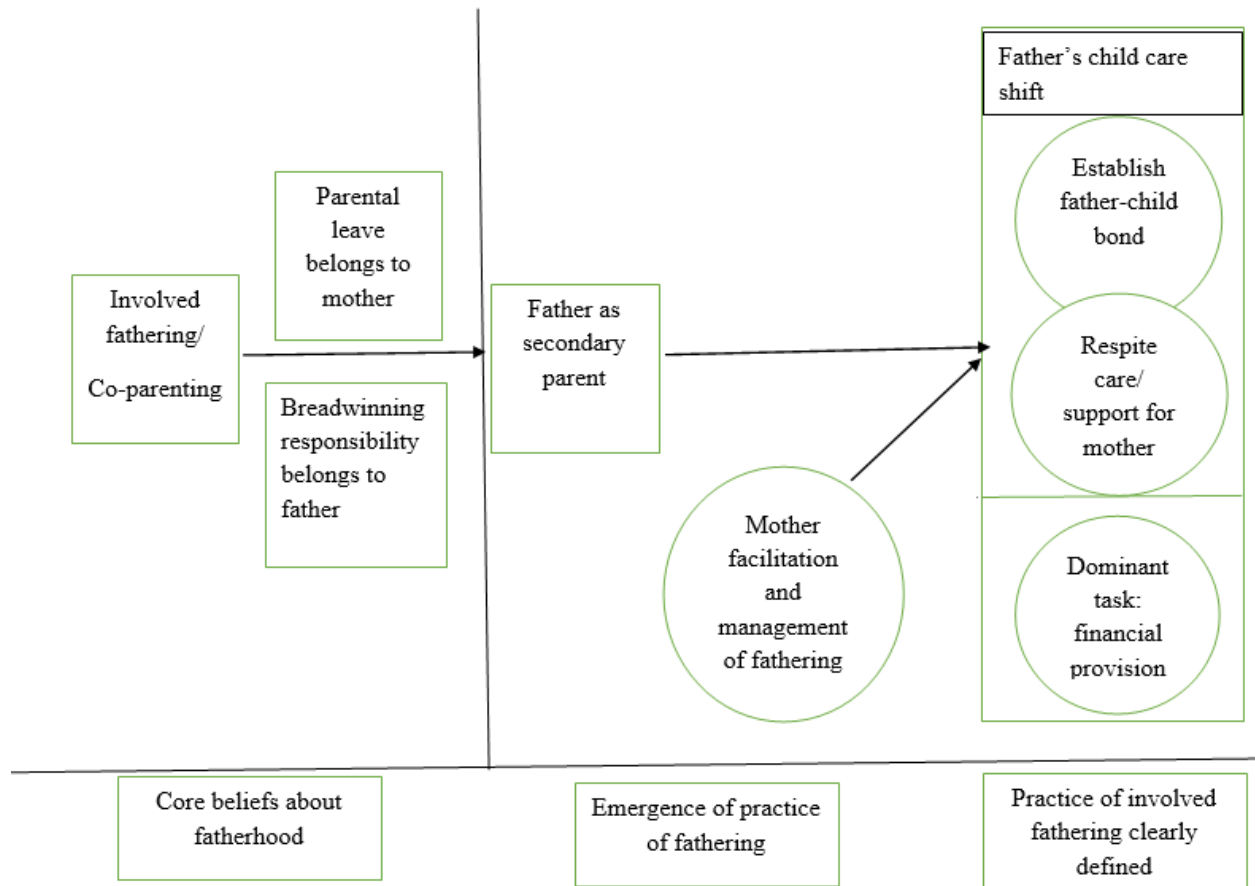 Involved
fathering/
Co-parenting
Parental
leave
belongs to
mother
Breadwinning
responsibility
belongs to
father
Father as
secondary
parent
Mother
facilitation
and
management
of fathering
Father’s child care
shift
Establish
father-child
bond
Respite
care/
support for
mother
Dominant
task:
financial
provision
Core beliefs about
fatherhood
Emergence of practice
of fathering
Practice of involved
fathering clearly
defined